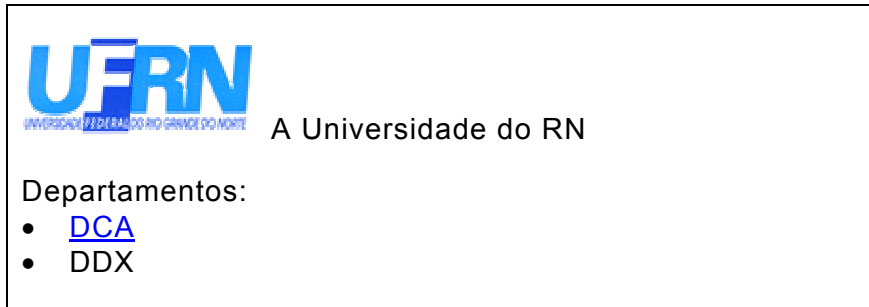 UFRN
UNIVERSIDADE FEDERAL DO RIO GRANDE DO NORTE
A Universidade do RN
Departamentos:
• DCA
• DDX